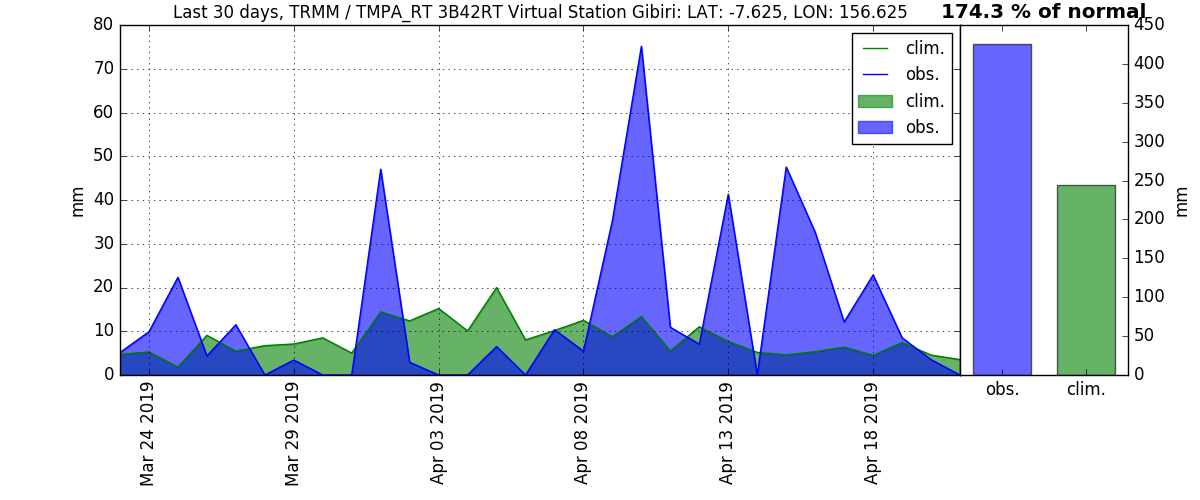 Last 30 days, TRMM / TMPA_RT 3B42RT Virtual Station Gibiri: LAT: -7.625, LON: 156.625
174.3 % of normal
80
70
60
50
40
30
20
10
0
mm
clim.
obs.
clim.
obs.
Mar 24 2019
Mar 29 2019
Apr 03 2019
Apr 08 2019
Apr 13 2019
Apr 18 2019
450
400
350
300
250
200
150
100
50
0
mm
obs.
clim.